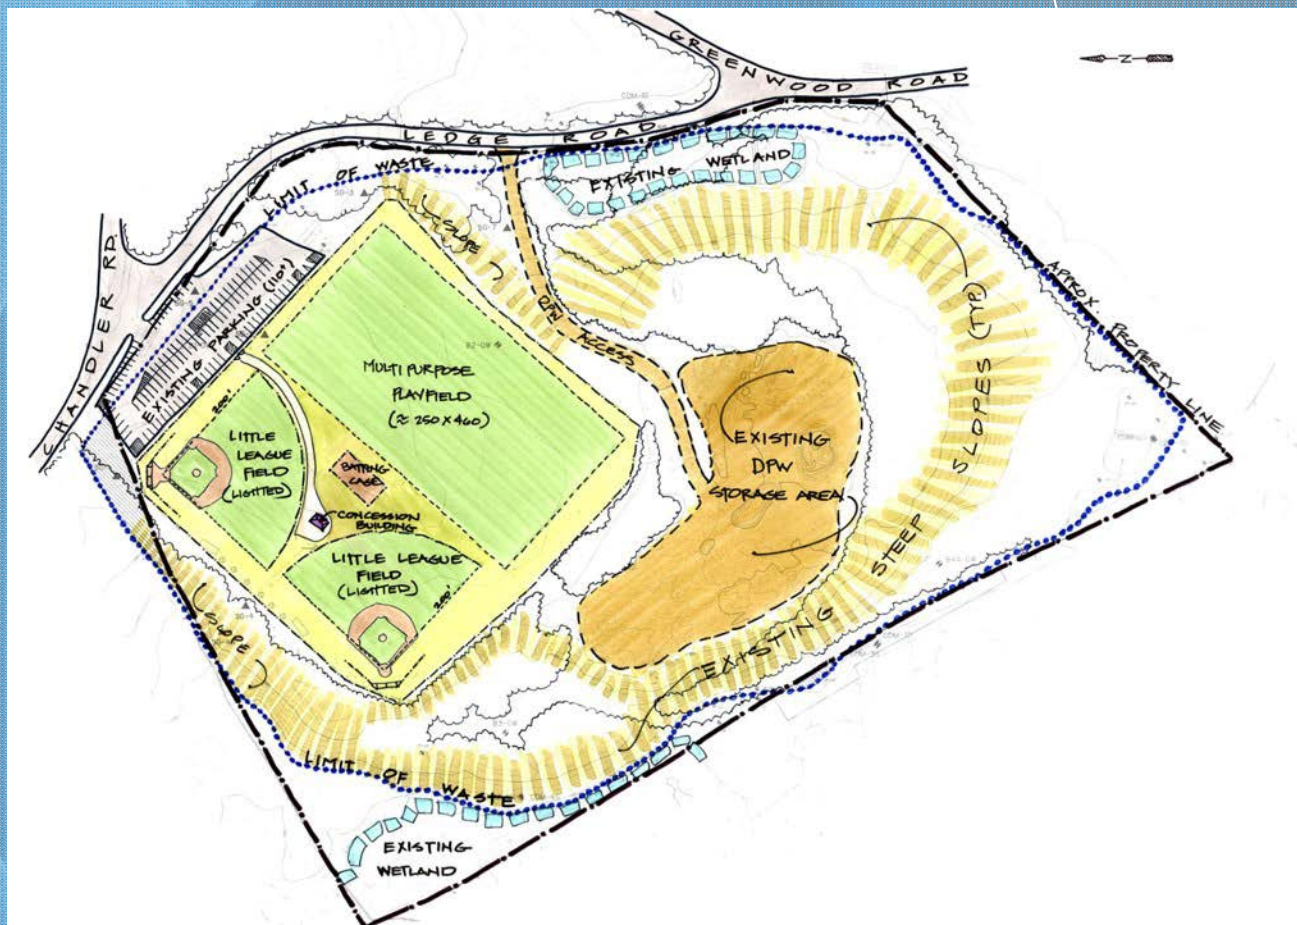 GREENWOOD ROAD
N
LEDGE ROAD
LIMIT OF WASTE
EXISTING WETLAND
SLOPE
CHANDLER RD.
EXISTING PARKING (110±)
DPW ACCESS
APPROX PROPERTY LINE
MULTI PURPOSE
PLAYFIELD
(≈ 250 X 460)
B2-08
200'
LITTLE
LEAGUE
FIELD
(LIGHTED)
BATTING
CAGE
CONCESSION
BUILDING
EXISTING
DPW
STORAGE AREA
LITTLE LEAGUE
FIELD
(LIGHTED)
200'
EXISTING STEEP SLOPES (TYP.)
SLOPE
LIMIT OF WASTE
EXISTING
WETLAND